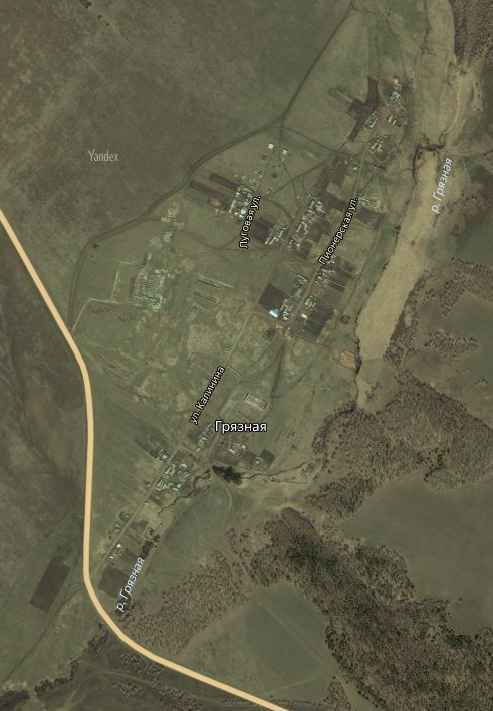 Yandex
р. Грязная
Луговая ул.
Пионерская ул.
ул. Калинина
Грязная
р. Грязная